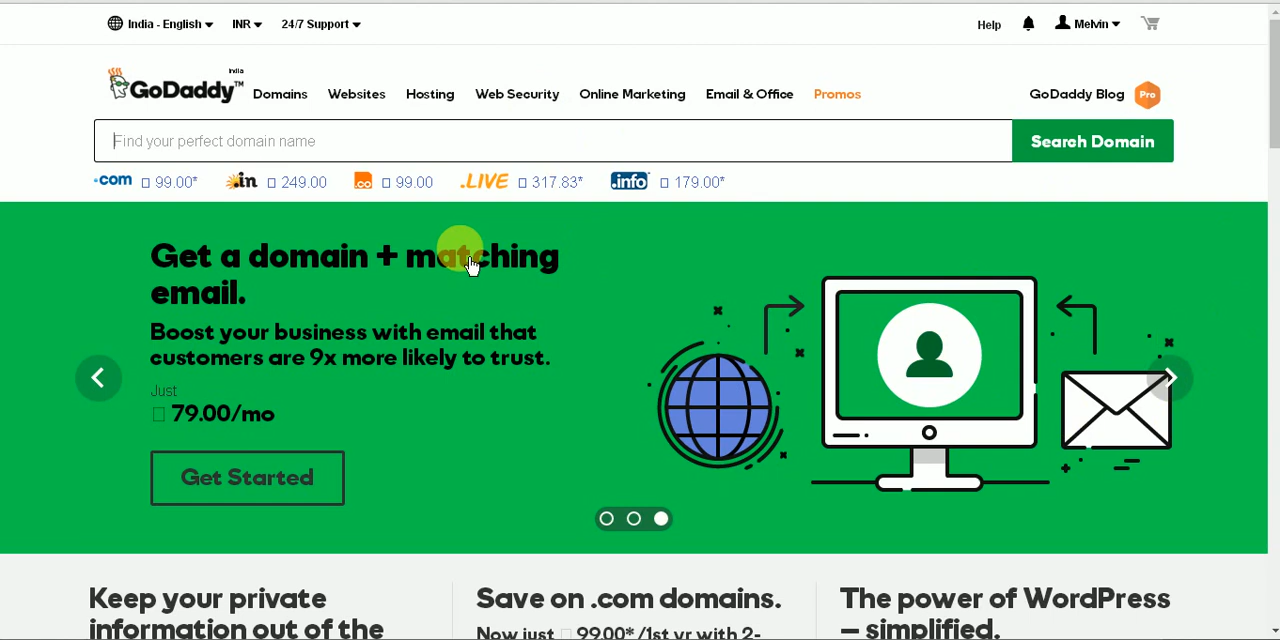 India - English INR 24/7 Support Help Melvin
India
GoDaddy™ Domains Websites Hosting Web Security Online Marketing Email & Office Promos GoDaddy Blog Pro
Find your perfect domain name Search Domain
.com 99.00* .in 249.00 .co 99.00 .LIVE 317.83* .info 179.00*
Get a domain + matching
email.
Boost your business with email that
customers are 9x more likely to trust.
Just
79.00/mo
Get Started
Keep your private
information out of the
Save on .com domains.
Now just 99.00*/1st yr with 2-
The power of WordPress
– simplified.